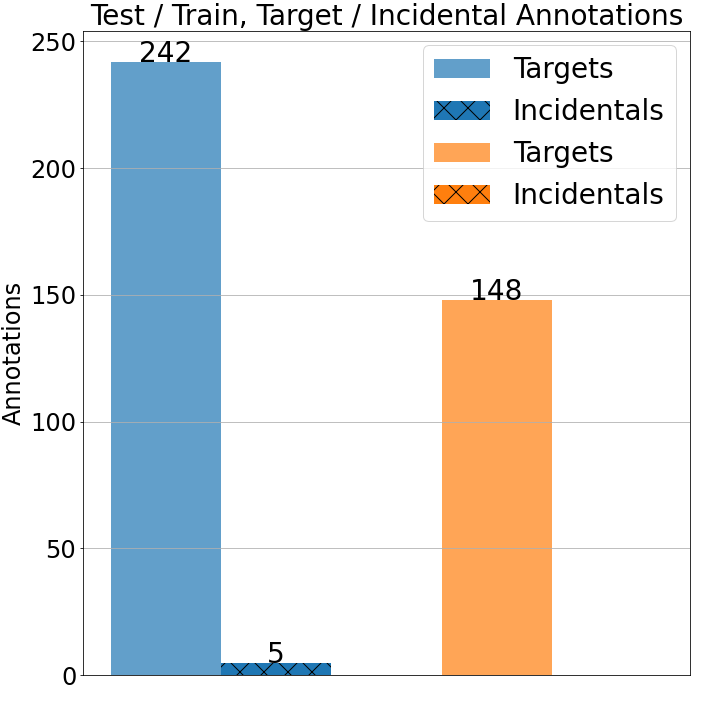 Test / Train, Target / Incidental Annotations
250
200
150
100
50
0
Annotations
242
5
148
Targets
Incidentals
Targets
Incidentals